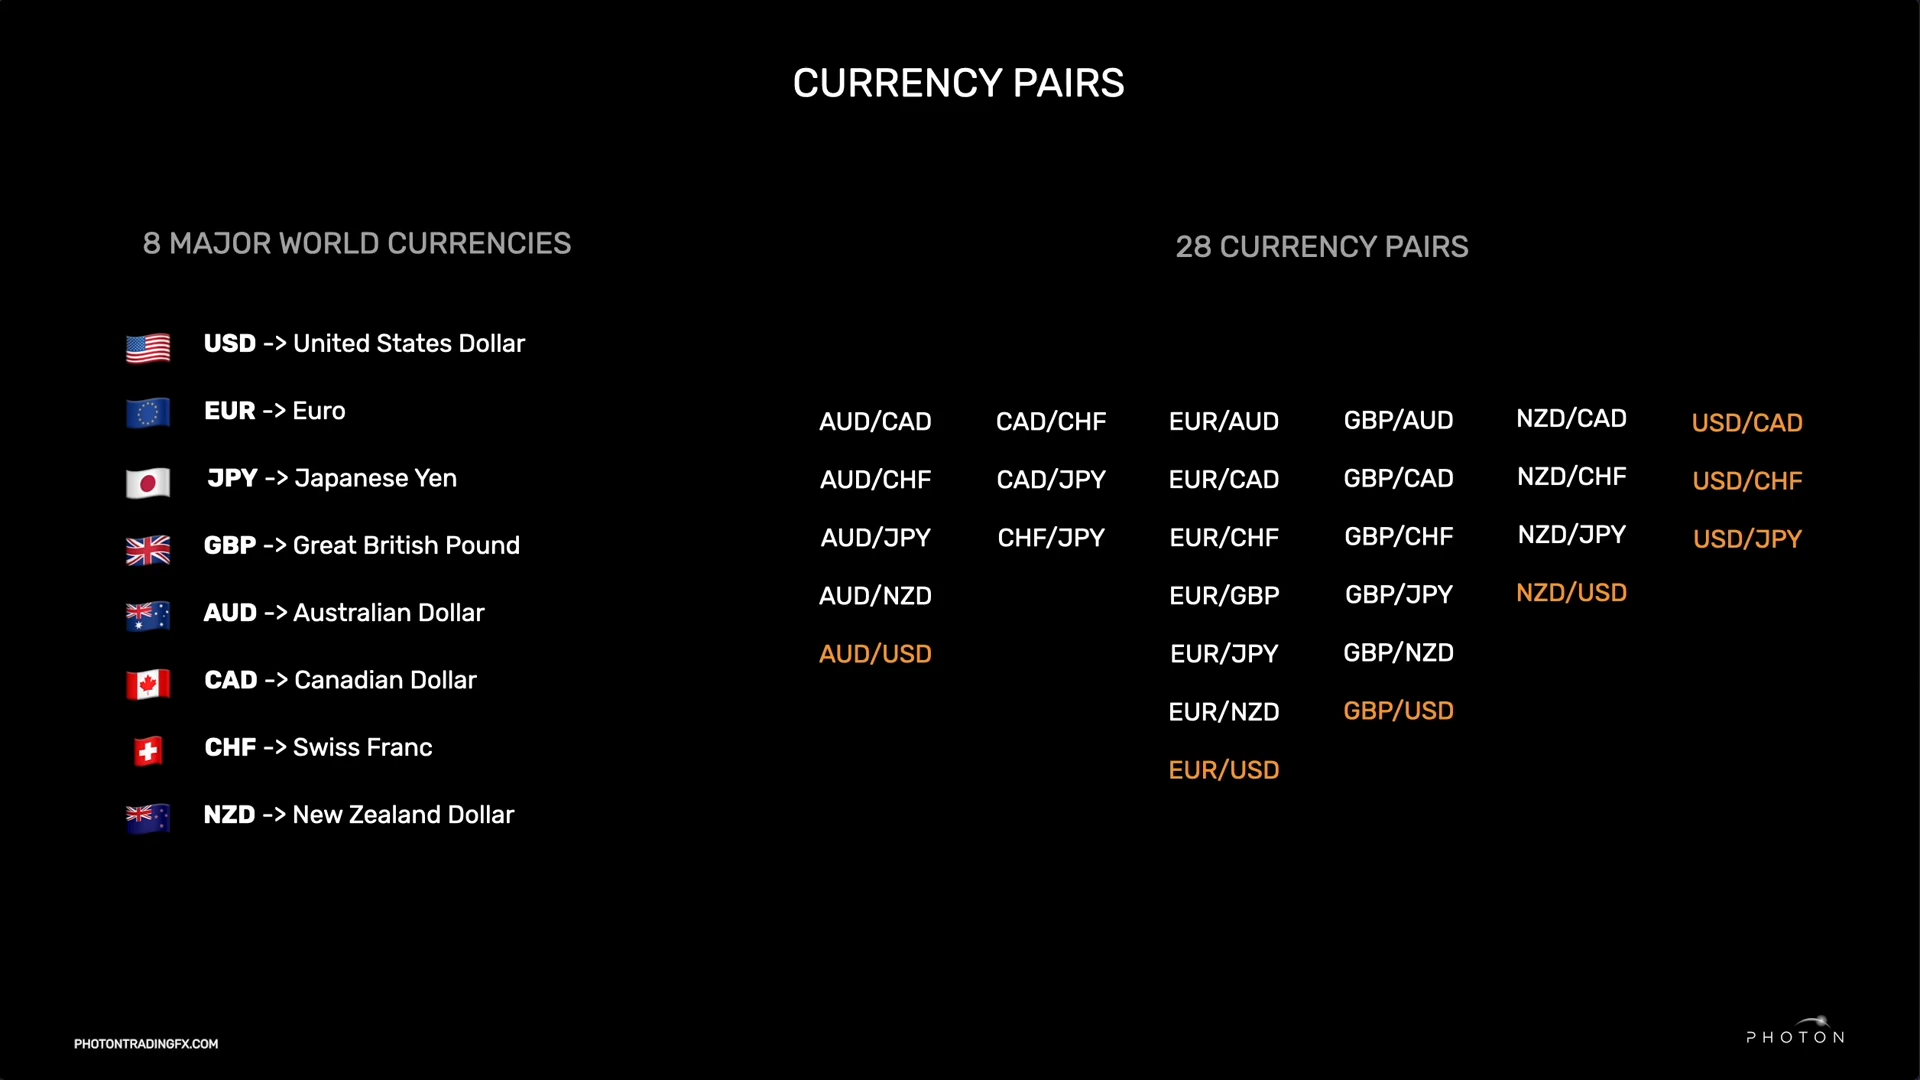 CURRENCY PAIRS
8 MAJOR WORLD CURRENCIES
USD -> United States Dollar
EUR -> Euro
JPY -> Japanese Yen
GBP -> Great British Pound
AUD -> Australian Dollar
CAD -> Canadian Dollar
CHF -> Swiss Franc
NZD -> New Zealand Dollar
28 CURRENCY PAIRS
AUD/CAD CAD/CHF EUR/AUD GBP/AUD NZD/CAD USD/CAD
AUD/CHF CAD/JPY EUR/CAD GBP/CAD NZD/CHF USD/CHF
AUD/JPY CHF/JPY EUR/CHF GBP/CHF NZD/JPY USD/JPY
AUD/NZD EUR/GBP GBP/JPY NZD/USD
AUD/USD EUR/JPY GBP/NZD
EUR/NZD GBP/USD
EUR/USD
PHOTONTRADINGFX.COM
PHOTON